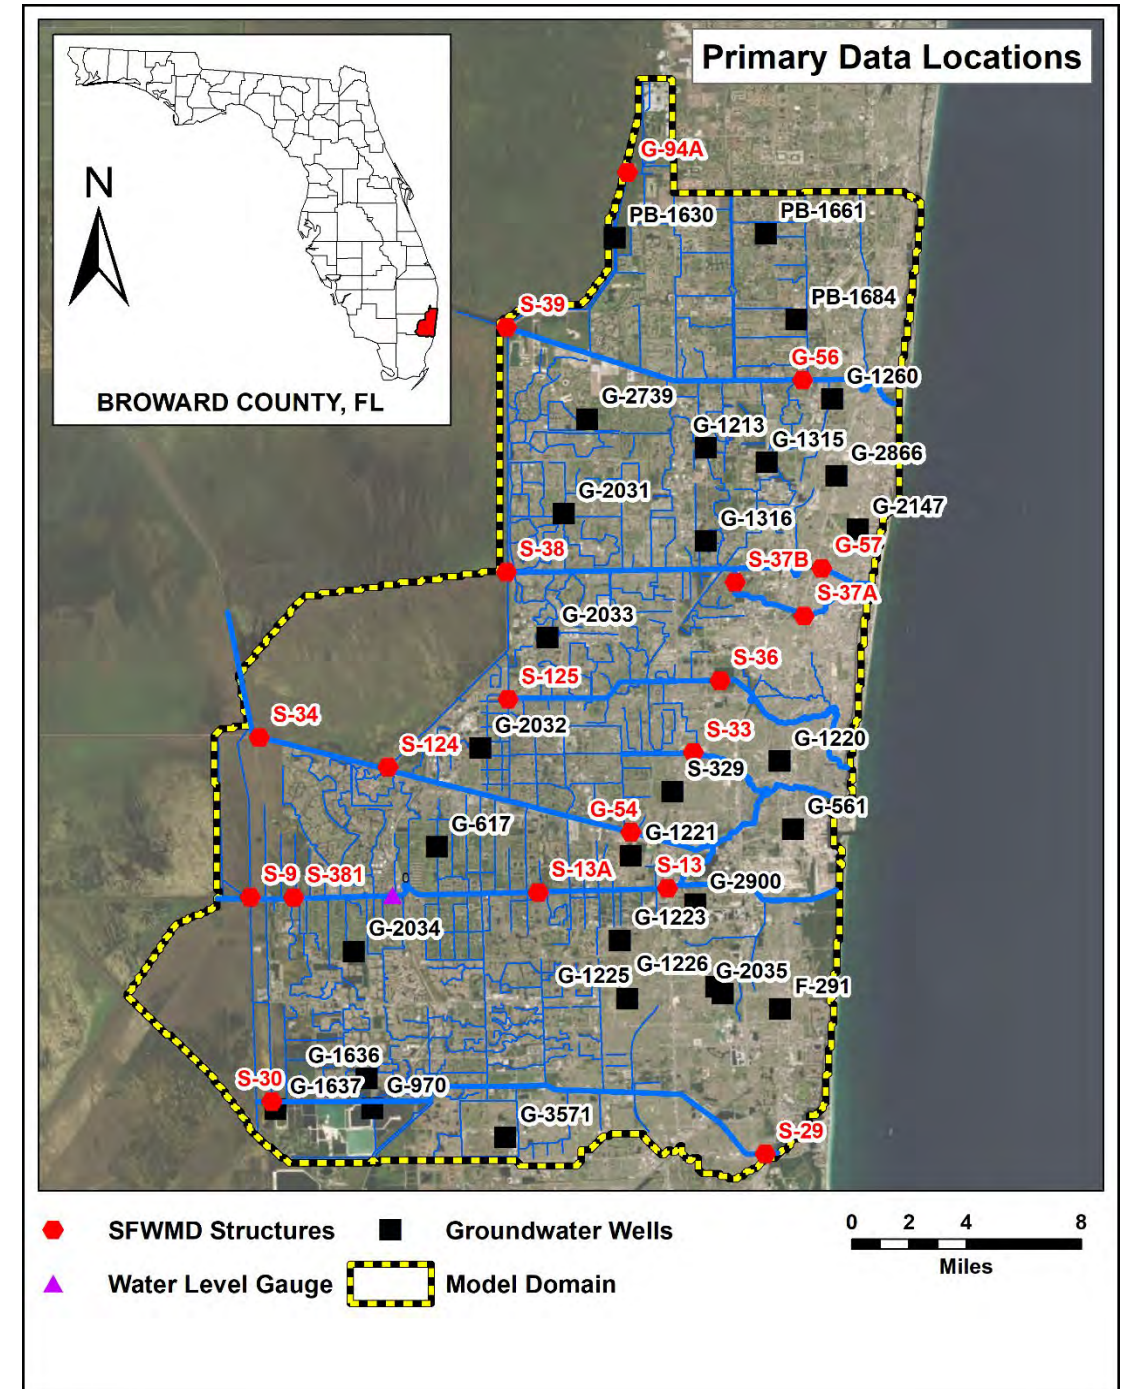 Primary Data Locations
N
BROWARD COUNTY, FL
G-94A
PB-1630
PB-1661
S-39
PB-1684
G-56
G-1260
G-2739
G-1213
G-1315
G-2866
G-2031
G-2147
G-1316
S-38
S-37B
G-57
S-37A
G-2033
S-36
S-125
S-34
G-2032
S-33
G-1220
S-124
S-329
G-54
G-561
G-617
G-1221
S-9
S-381
0
S-13A
S-13
G-2900
G-2034
G-1223
G-1225
G-1226
G-2035
F-291
G-1636
S-30
G-1637
G-970
G-3571
S-29
SFWMD Structures
Groundwater Wells
0 2 4 8
Miles
Water Level Gauge
Model Domain